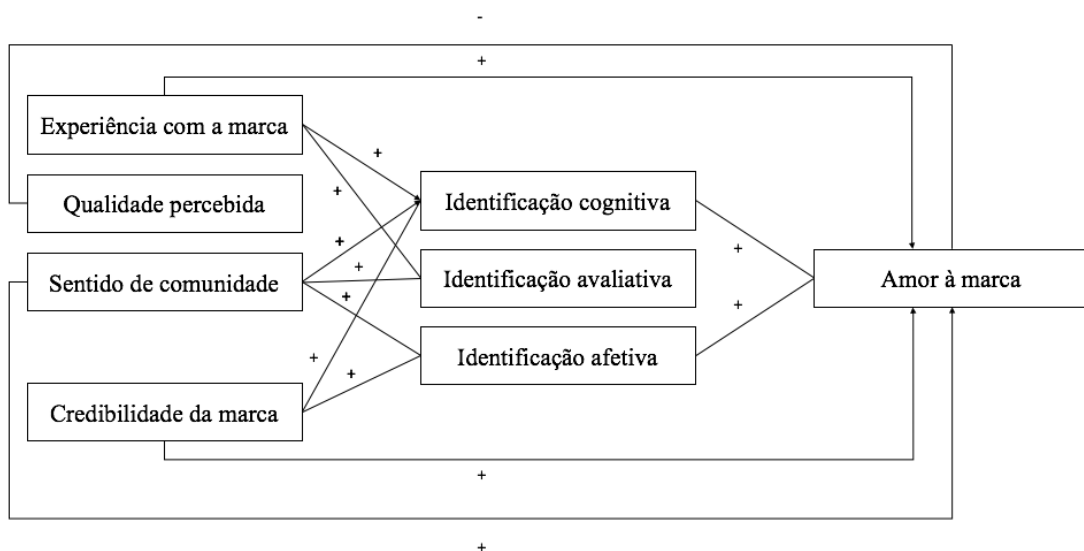 -
+
Experiência com a marca
+
Qualidade percebida
+
Identificação cognitiva
+
+
Sentido de comunidade
+
Identificação avaliativa
Amor à marca
+
+
+
Identificação afetiva
+
Credibilidade da marca
+
+